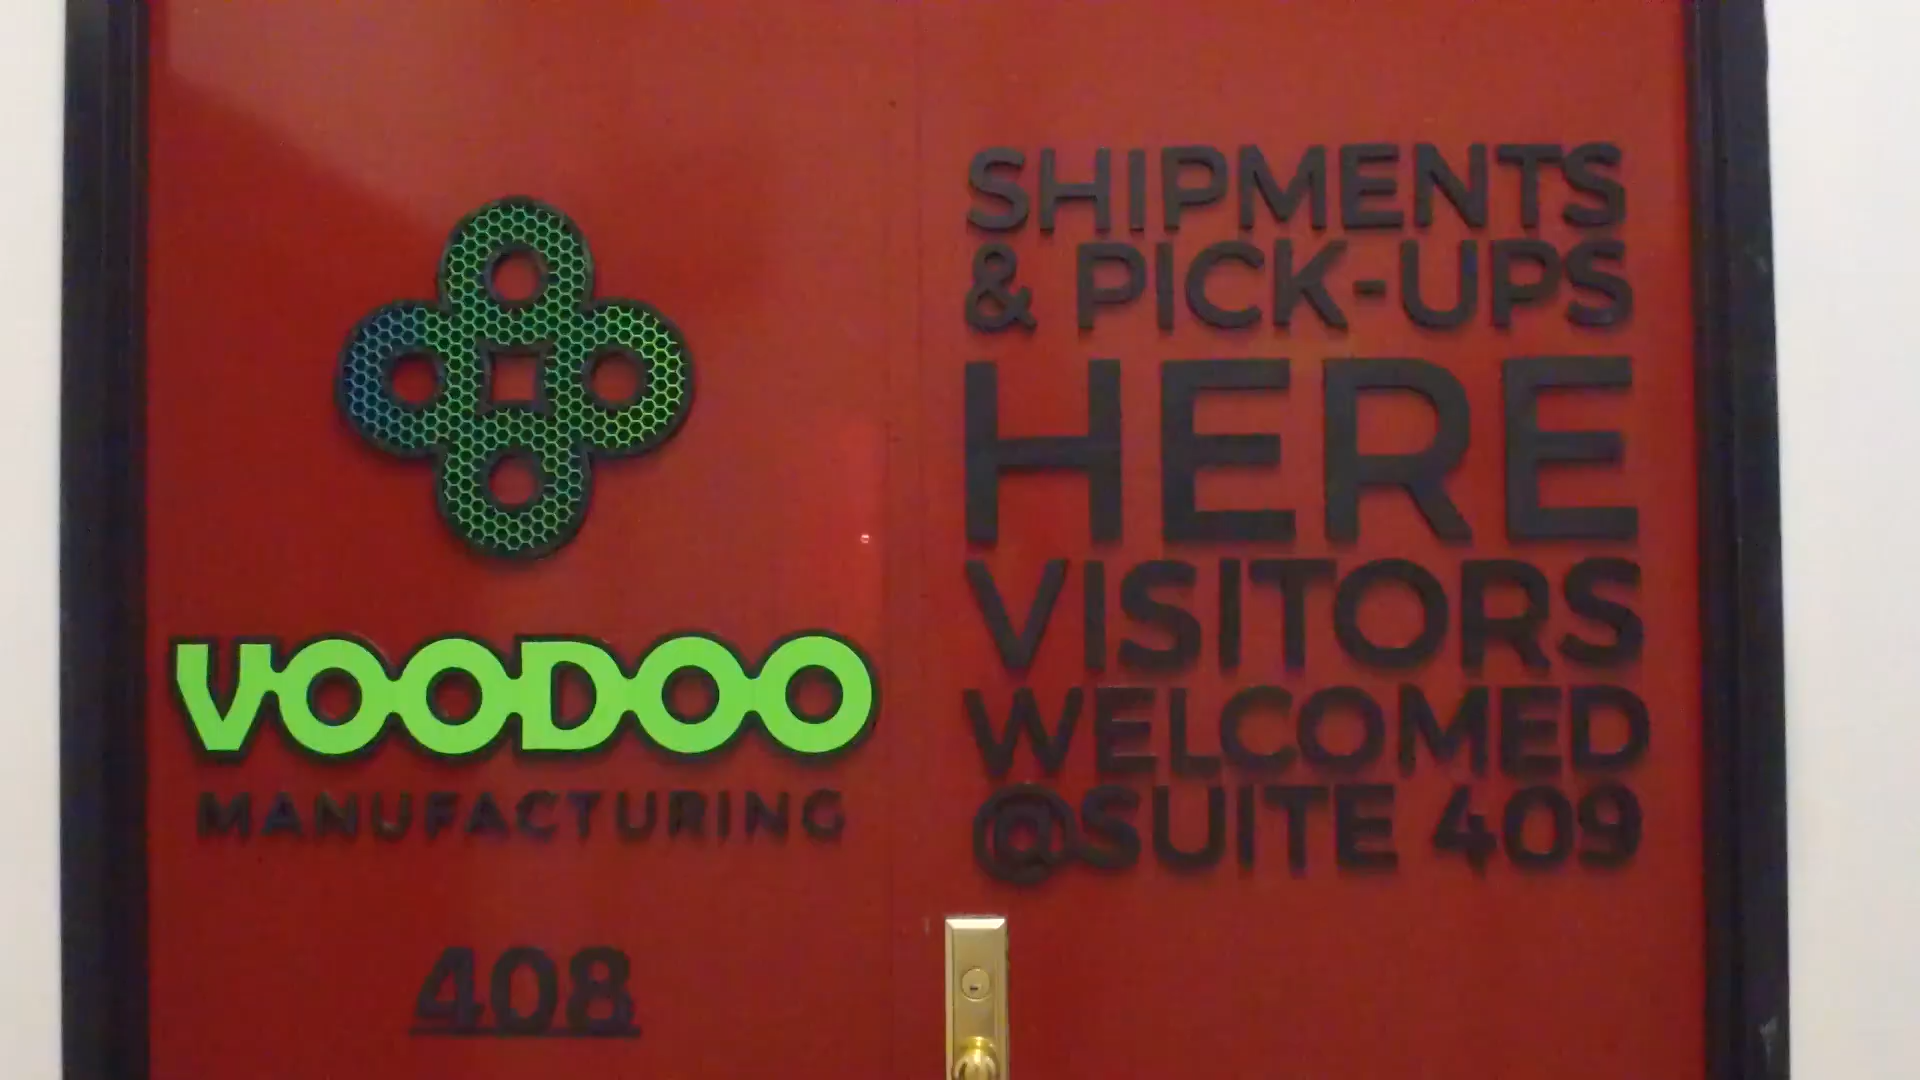 VOODOO
MANUFACTURING
408
SHIPMENTS
& PICK-UPS
HERE
VISITORS
WELCOMED
@SUITE 409